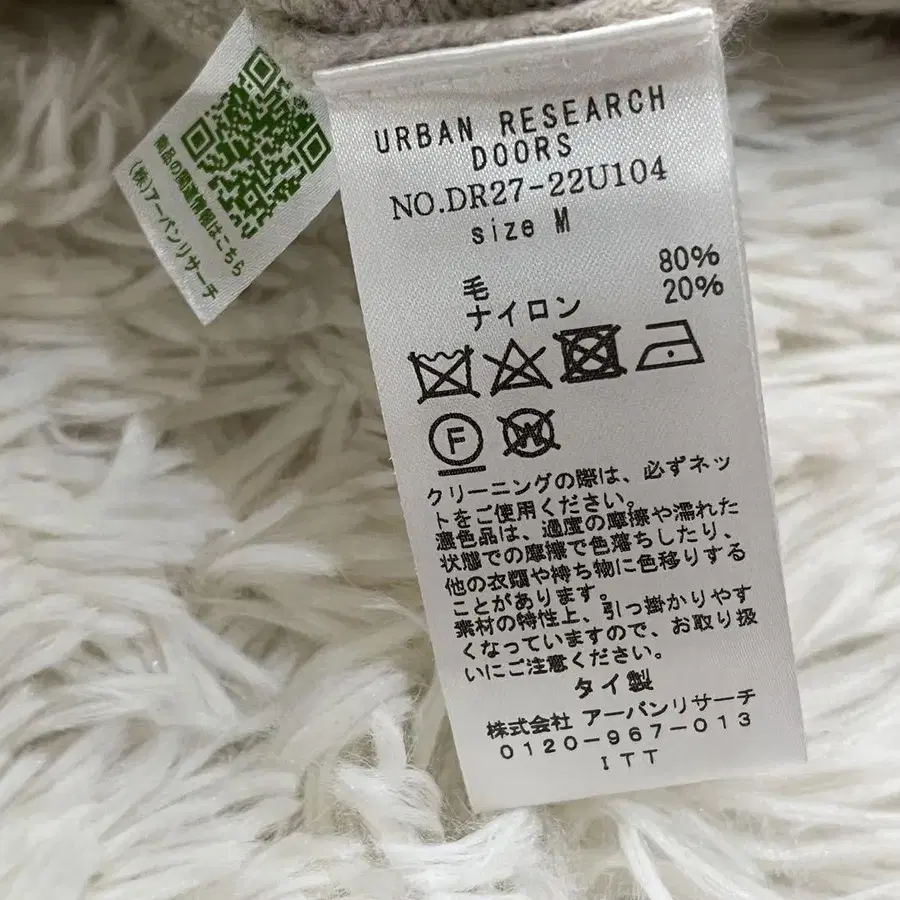 商品の関連情報はこちら
(株)アーバンリサーチ
URBAN RESEARCH
DOORS
NO.DR27-22U104
size M
毛 80%
ナイロン 20%
F
W
クリーニングの際は、必ずネッ
トをご使用ください。
濃色品は、過度の摩擦や濡れた
状態での摩擦で色落ちしたり、
他の衣類や持ち物に色移りする
ことがあります。
素材の特性上、引っ掛かりやす
くなっていますので、お取り扱
いにご注意ください。
タイ製
株式会社 アーバンリサーチ
0120-967-013
ITT